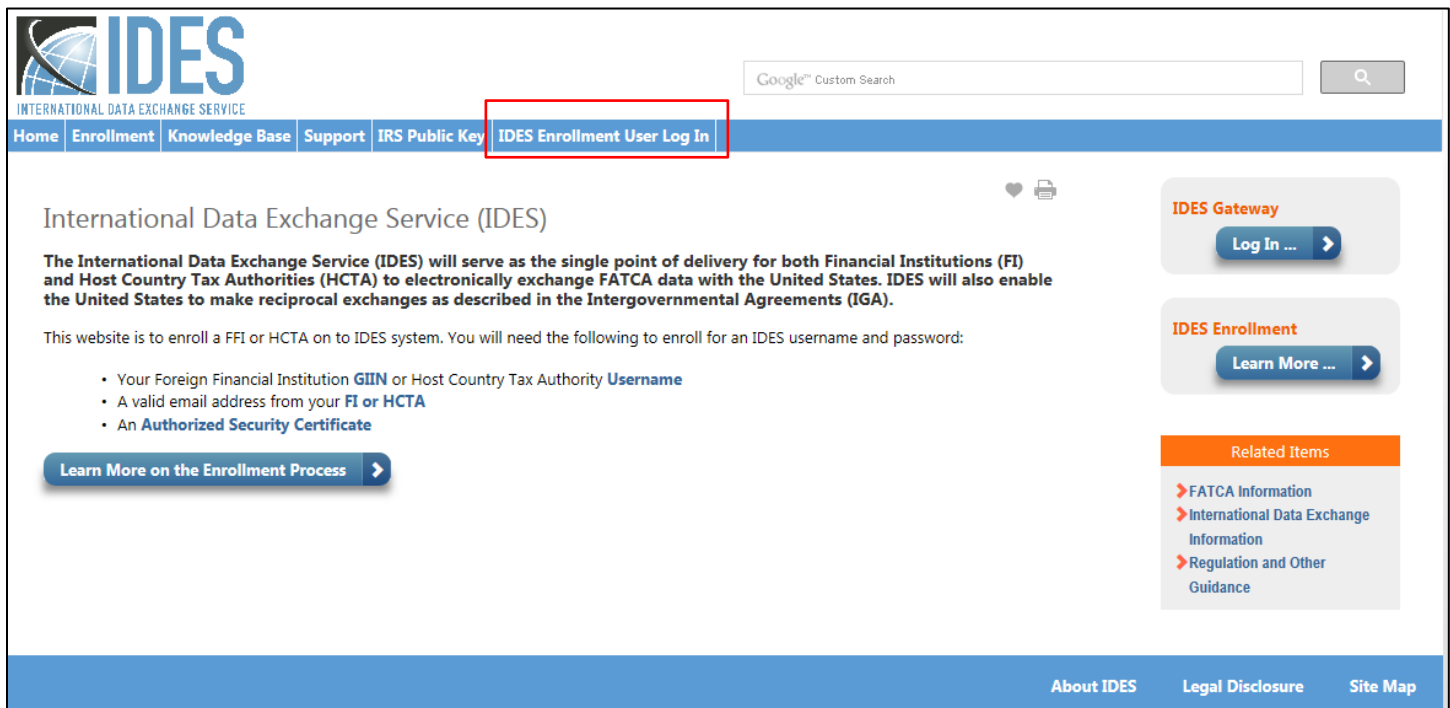 IDES
INTERNATIONAL DATA EXCHANGE SERVICE
Google™ Custom Search
Home Enrollment Knowledge Base Support IRS Public Key IDES Enrollment User Log In
International Data Exchange Service (IDES)
The International Data Exchange Service (IDES) will serve as the single point of delivery for both Financial Institutions (FI)
and Host Country Tax Authorities (HCTA) to electronically exchange FATCA data with the United States. IDES will also enable
the United States to make reciprocal exchanges as described in the Intergovernmental Agreements (IGA).
This website is to enroll a FFI or HCTA on to IDES system. You will need the following to enroll for an IDES username and password:
• Your Foreign Financial Institution GIIN or Host Country Tax Authority Username
• A valid email address from your FI or HCTA
• An Authorized Security Certificate
Learn More on the Enrollment Process
IDES Gateway
Log In ...
IDES Enrollment
Learn More ...
Related Items
FATCA Information
International Data Exchange
Information
Regulation and Other
Guidance
About IDES Legal Disclosure Site Map